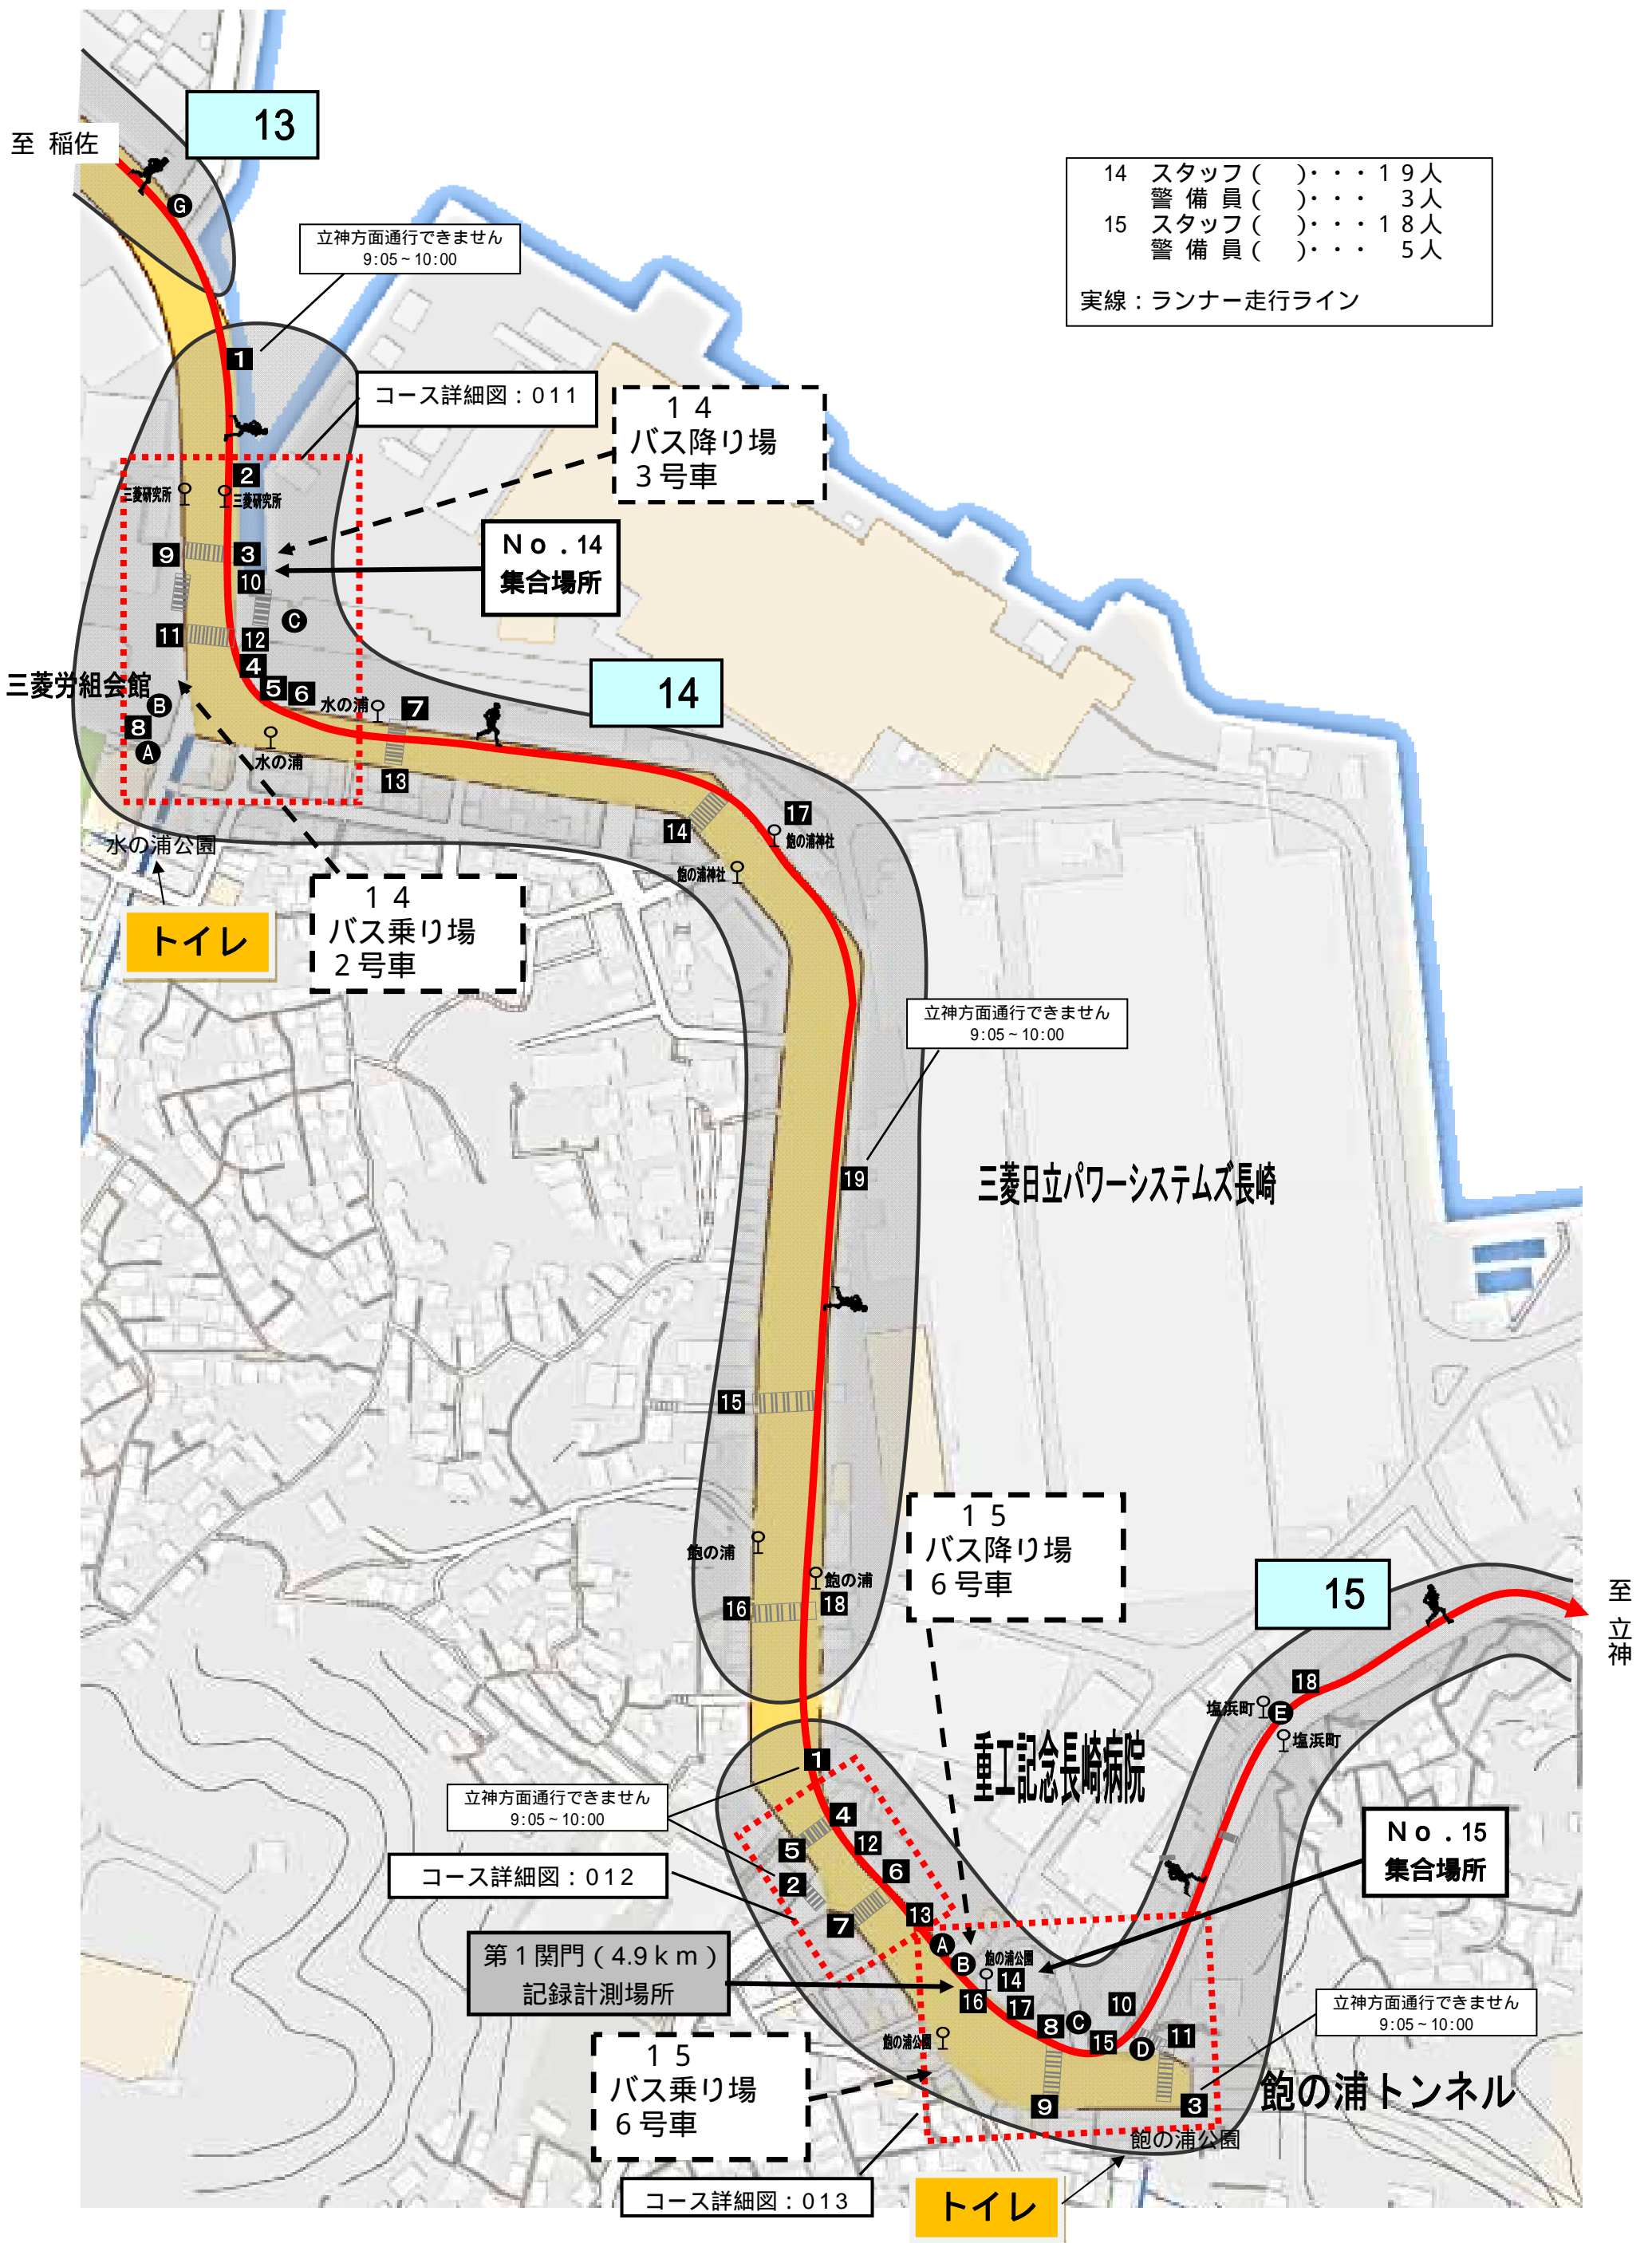 13
至 稲佐
G
14 スタッフ( )・・・19人
警備員( )・・・ 3人
15 スタッフ( )・・・18人
警備員( )・・・ 5人
実線：ランナー走行ライン
立神方面通行できません
9:05～10:00
1
コース詳細図：011
14
バス降り場
3号車
2
三菱研究所
三菱研究所
9
3
No.14
集合場所
10
C
11
12
4
三菱労組会館
5
6
14
水の浦
7
B
8
A
水の浦
13
17
14
飽の浦神社
水の浦公園
飽の浦神社
14
バス乗り場
2号車
トイレ
立神方面通行できません
9:05～10:00
19
三菱日立パワーシステムズ長崎
15
15
バス降り場
6号車
飽の浦
飽の浦
16
18
15
至
立
神
18
塩浜町
E
塩浜町
1
重工記念長崎病院
立神方面通行できません
9:05～10:00
4
12
5
No.15
集合場所
コース詳細図：012
6
2
13
7
第1関門（4.9km）
記録計測場所
A
B
飽の浦公園
14
16
17
10
8
C
15
11
D
立神方面通行できません
9:05～10:00
飽の浦公園
15
バス乗り場
6号車
9
3
飽の浦トンネル
飽の浦公園
コース詳細図：013
トイレ